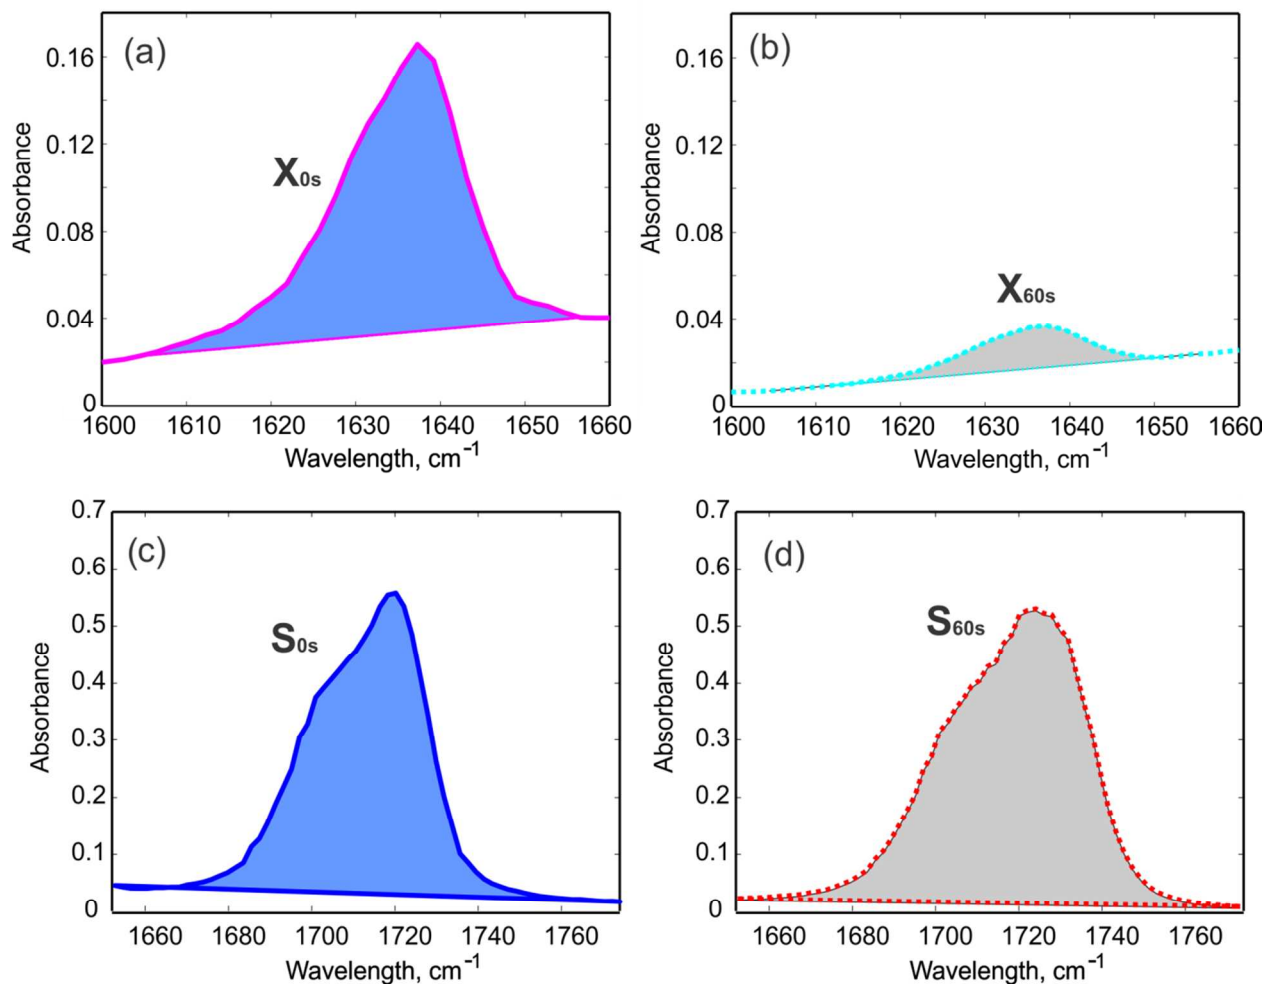 (a)
0.16
0.12
0.08
0.04
0
Absorbance
X0s
1600 1610 1620 1630 1640 1650 1660
Wavelength, cm−1
(b)
0.16
0.12
0.08
0.04
0
Absorbance
X60s
1600 1610 1620 1630 1640 1650 1660
Wavelength, cm−1
(c)
0.7
0.6
0.5
0.4
0.3
0.2
0.1
0
Absorbance
S0s
1660 1680 1700 1720 1740 1760
Wavelength, cm−1
(d)
0.7
0.6
0.5
0.4
0.3
0.2
0.1
0
Absorbance
S60s
1660 1680 1700 1720 1740 1760
Wavelength, cm−1